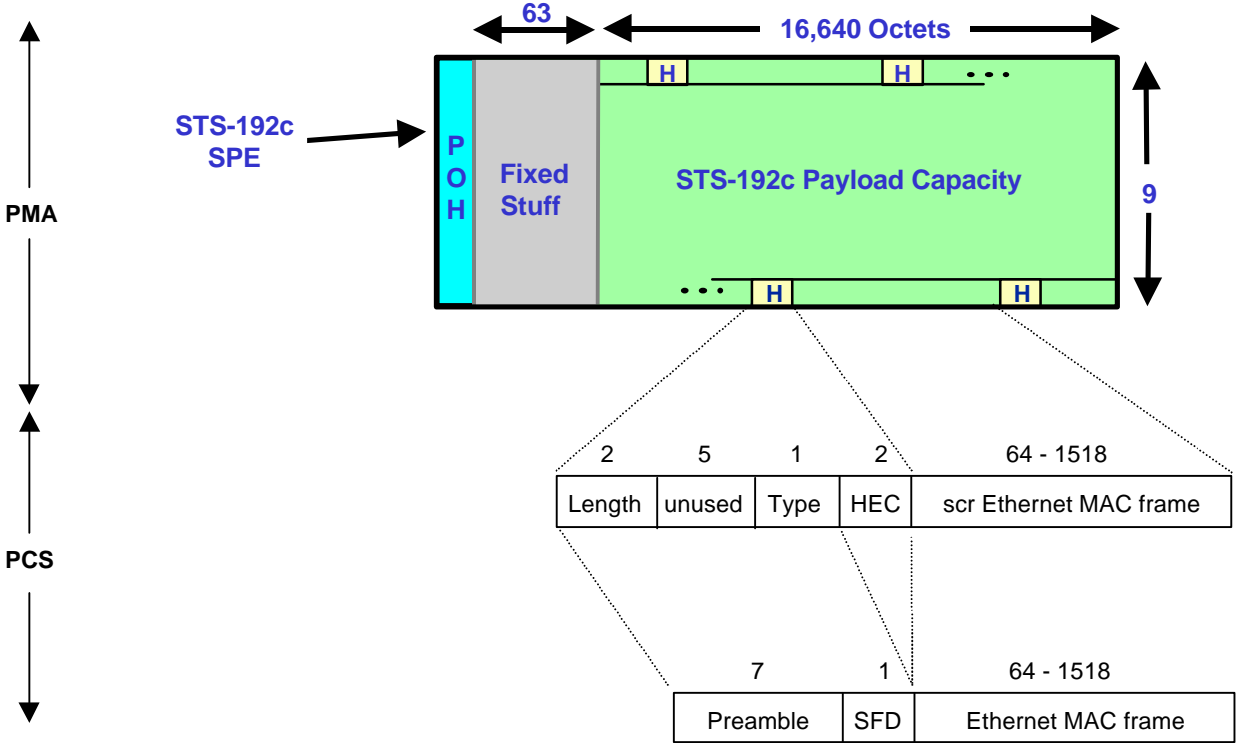 63
16,640 Octets
H
H
• • •
STS-192c
SPE
P
O
H
Fixed
Stuff
STS-192c Payload Capacity
9
PMA
• • •
H
H
2
5
1
2
64 - 1518
Length
unused
Type
HEC
scr Ethernet MAC frame
PCS
7
1
64 - 1518
Preamble
SFD
Ethernet MAC frame